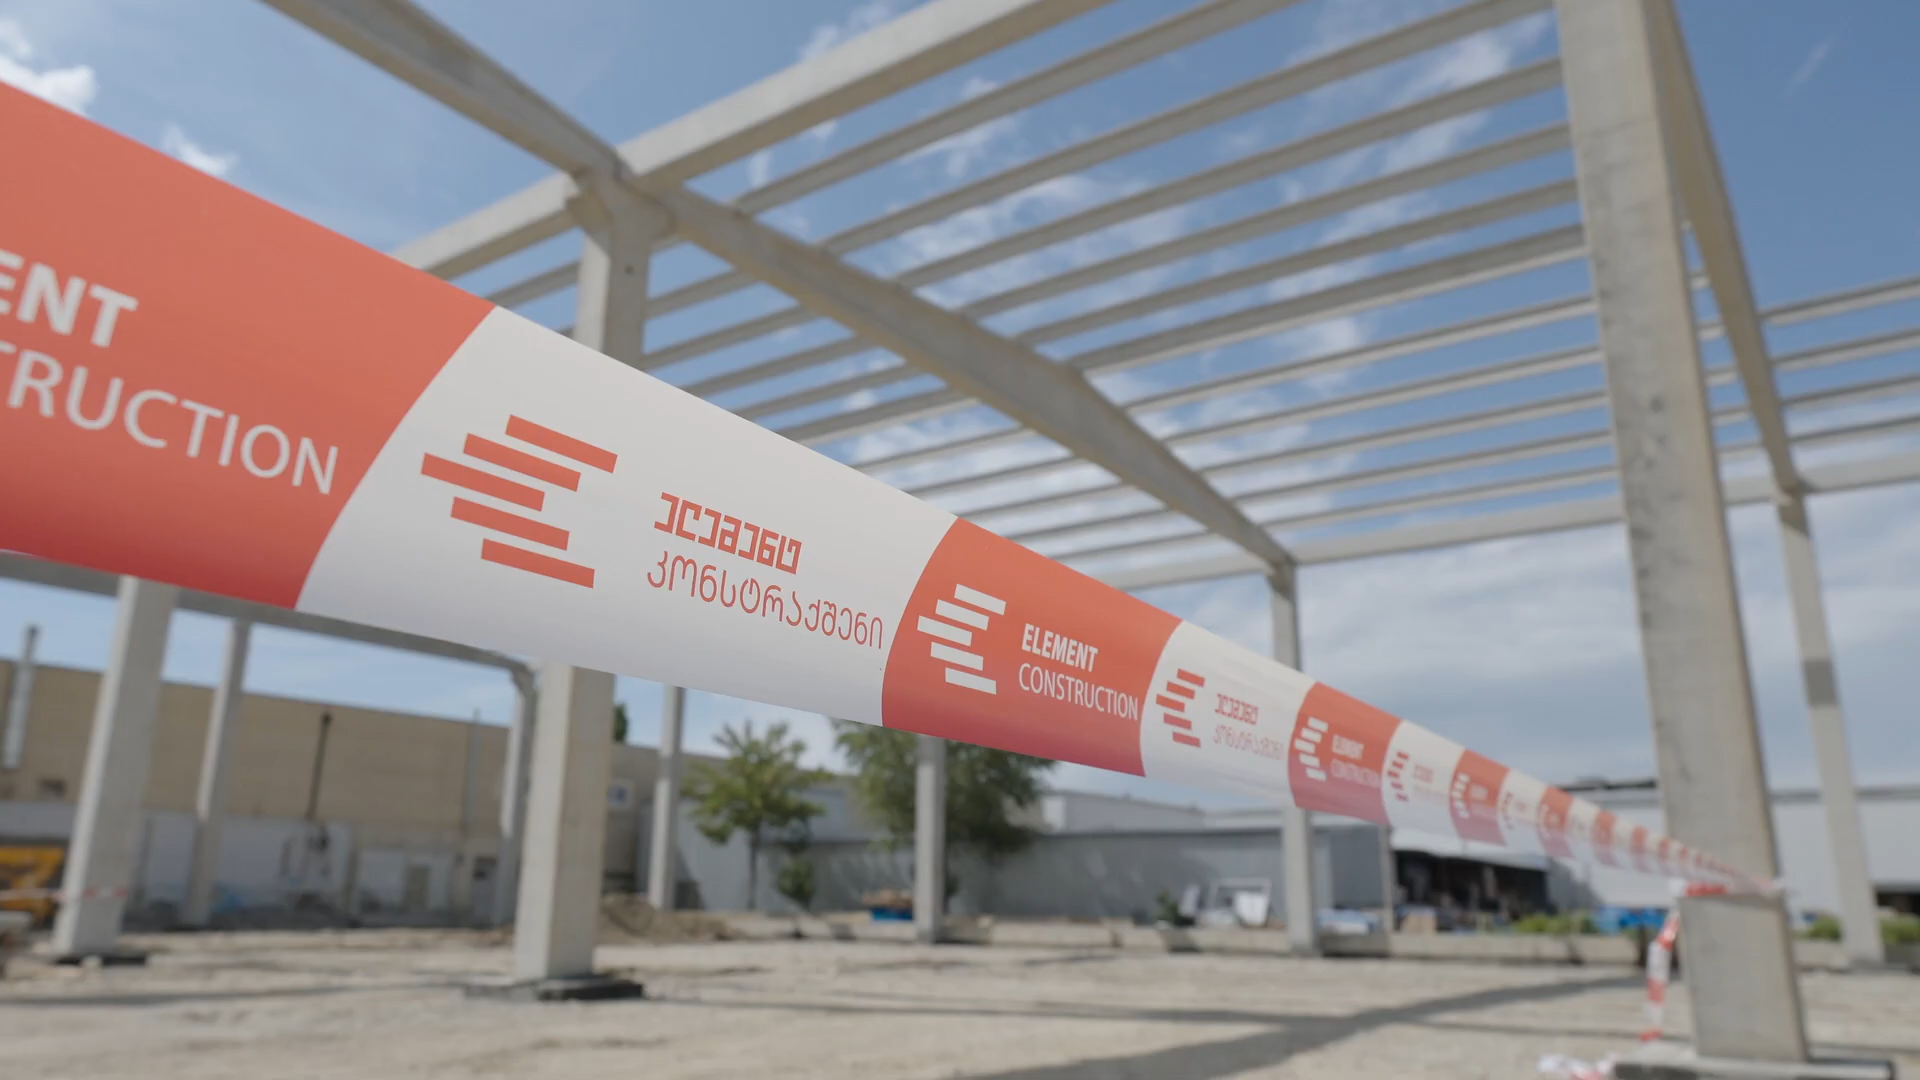 ENT
TRUCTION
ელემენტ
კონსტრაქშენი
ELEMENT
CONSTRUCTION
ელემენტ
კონსტრაქშენი
ELEMENT
CONSTRUCTION